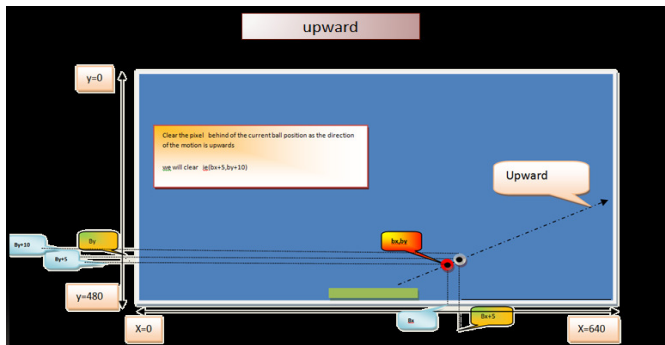 upward
y=0
Clear the pixel behind of the current ball position as the direction
of the motion is upwards
we will clear ie(bx+5,by+10)
Upward
By+10
By
bx,by
By+5
y=480
Bx
Bx+5
X=0
X=640